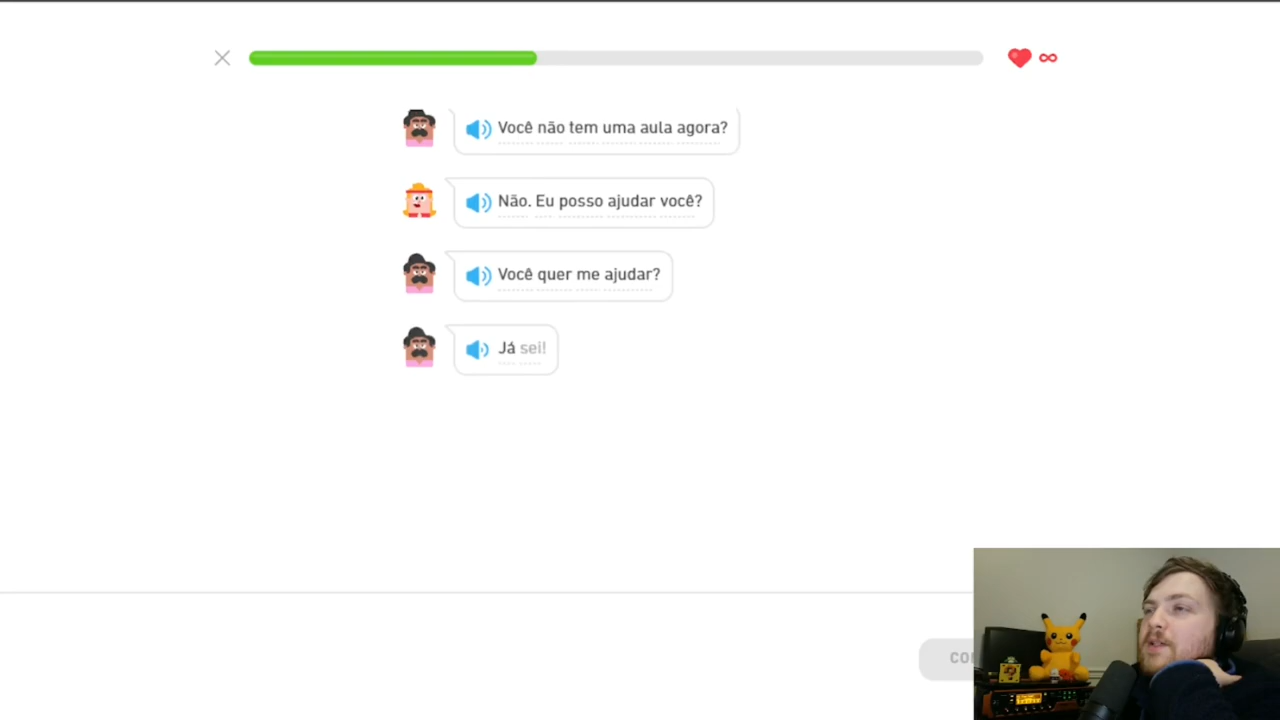 Você não tem uma aula agora?
Não. Eu posso ajudar você?
Você quer me ajudar?
Já sei!